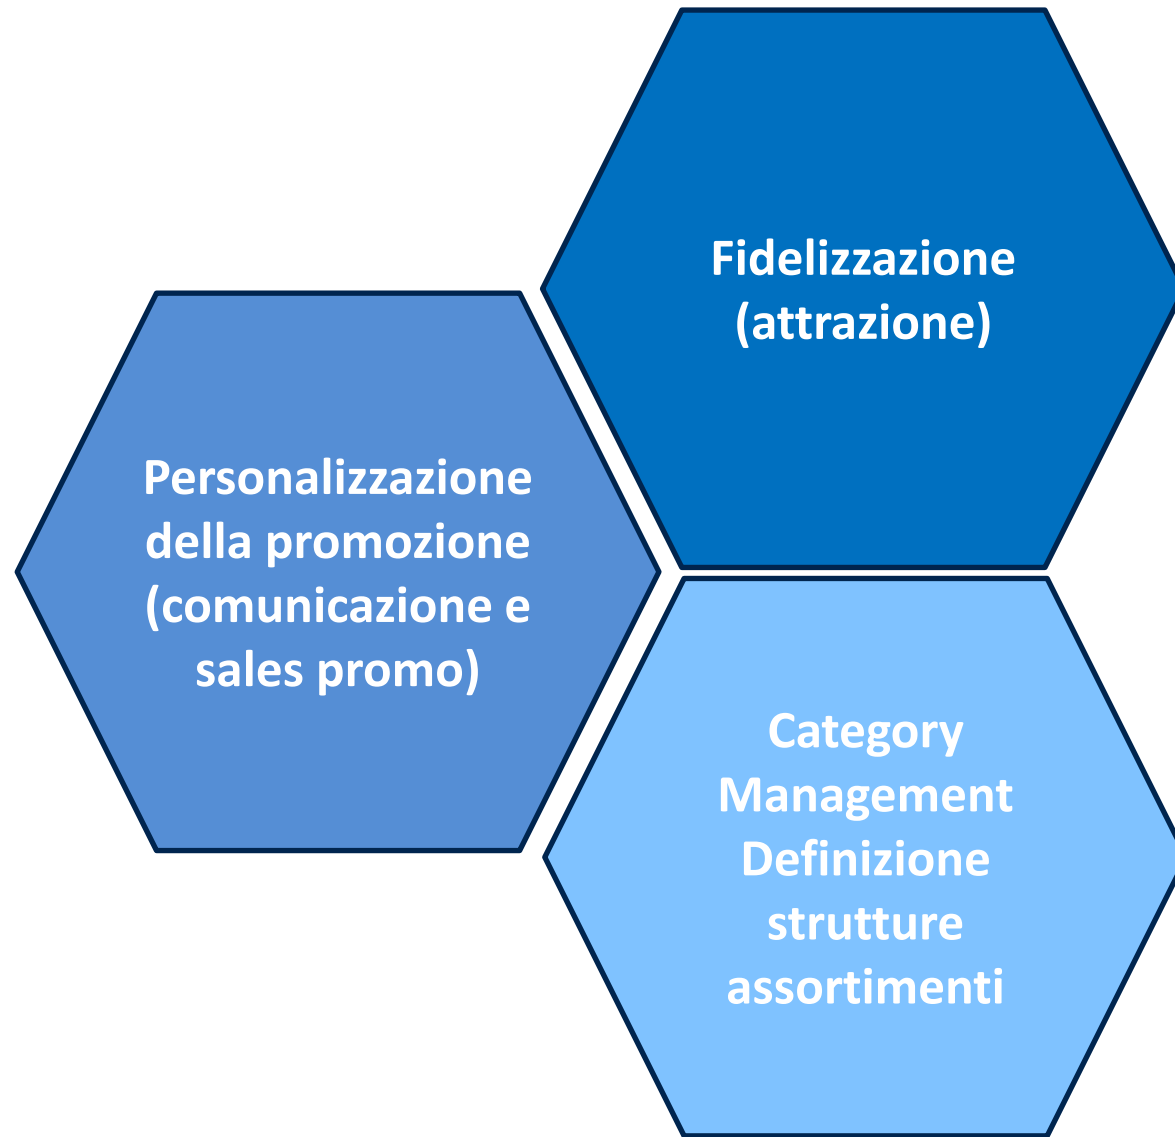 Fidelizzazione
(attrazione)
Personalizzazione
della promozione
(comunicazione e
sales promo)
Category
Management
Definizione
strutture
assortimenti